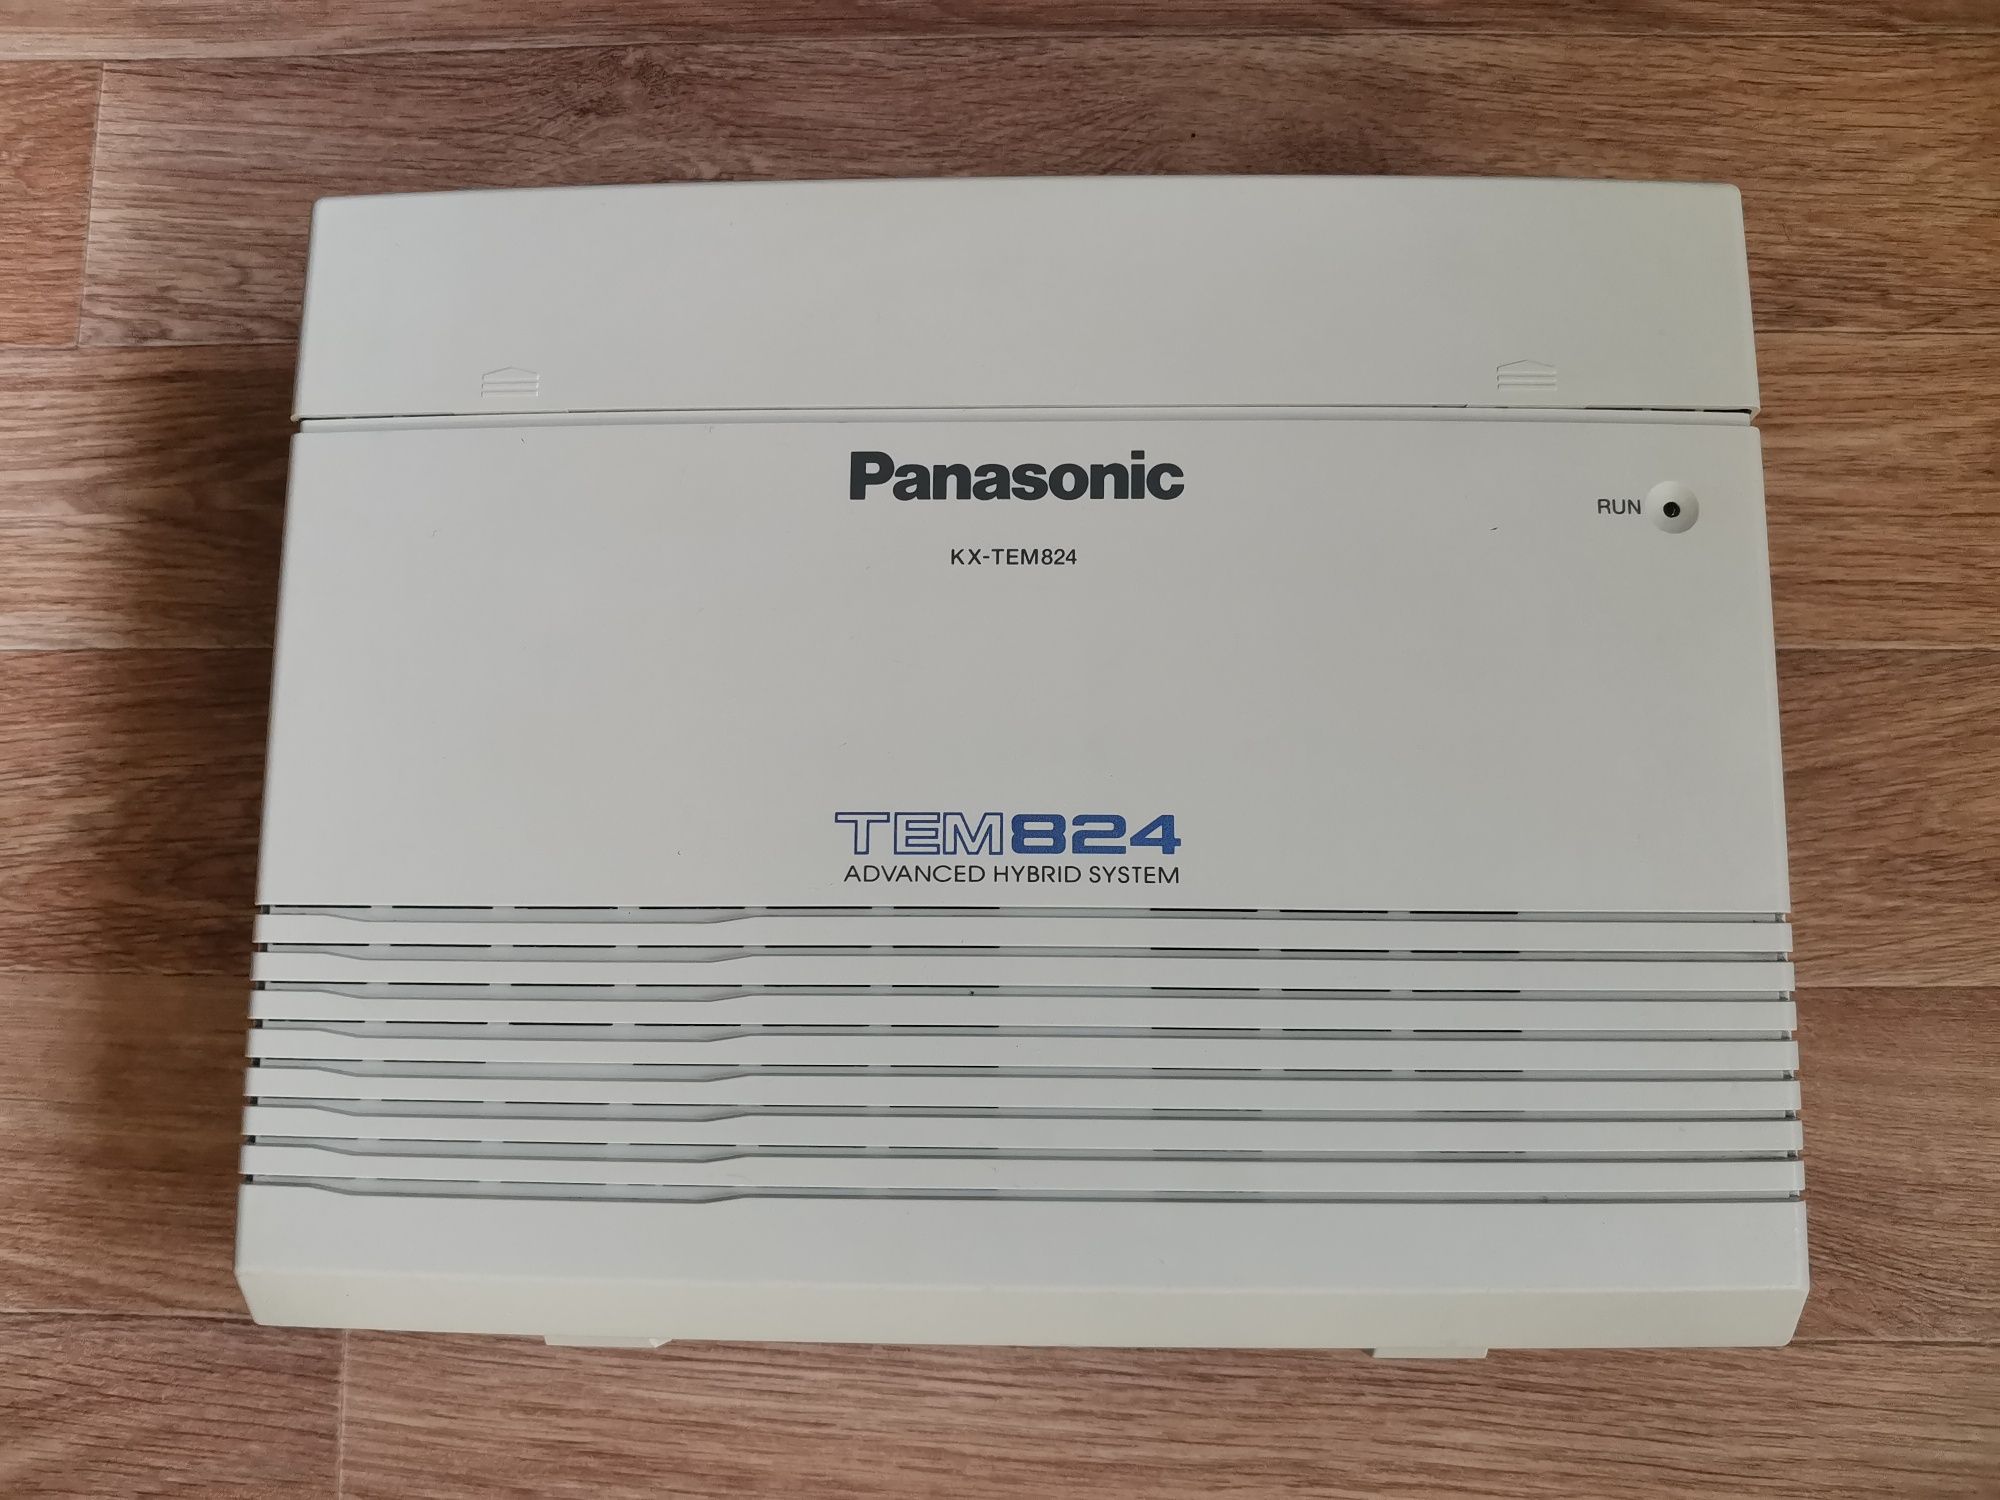 Panasonic
RUN
KX-TEM824
TEM824
ADVANCED HYBRID SYSTEM